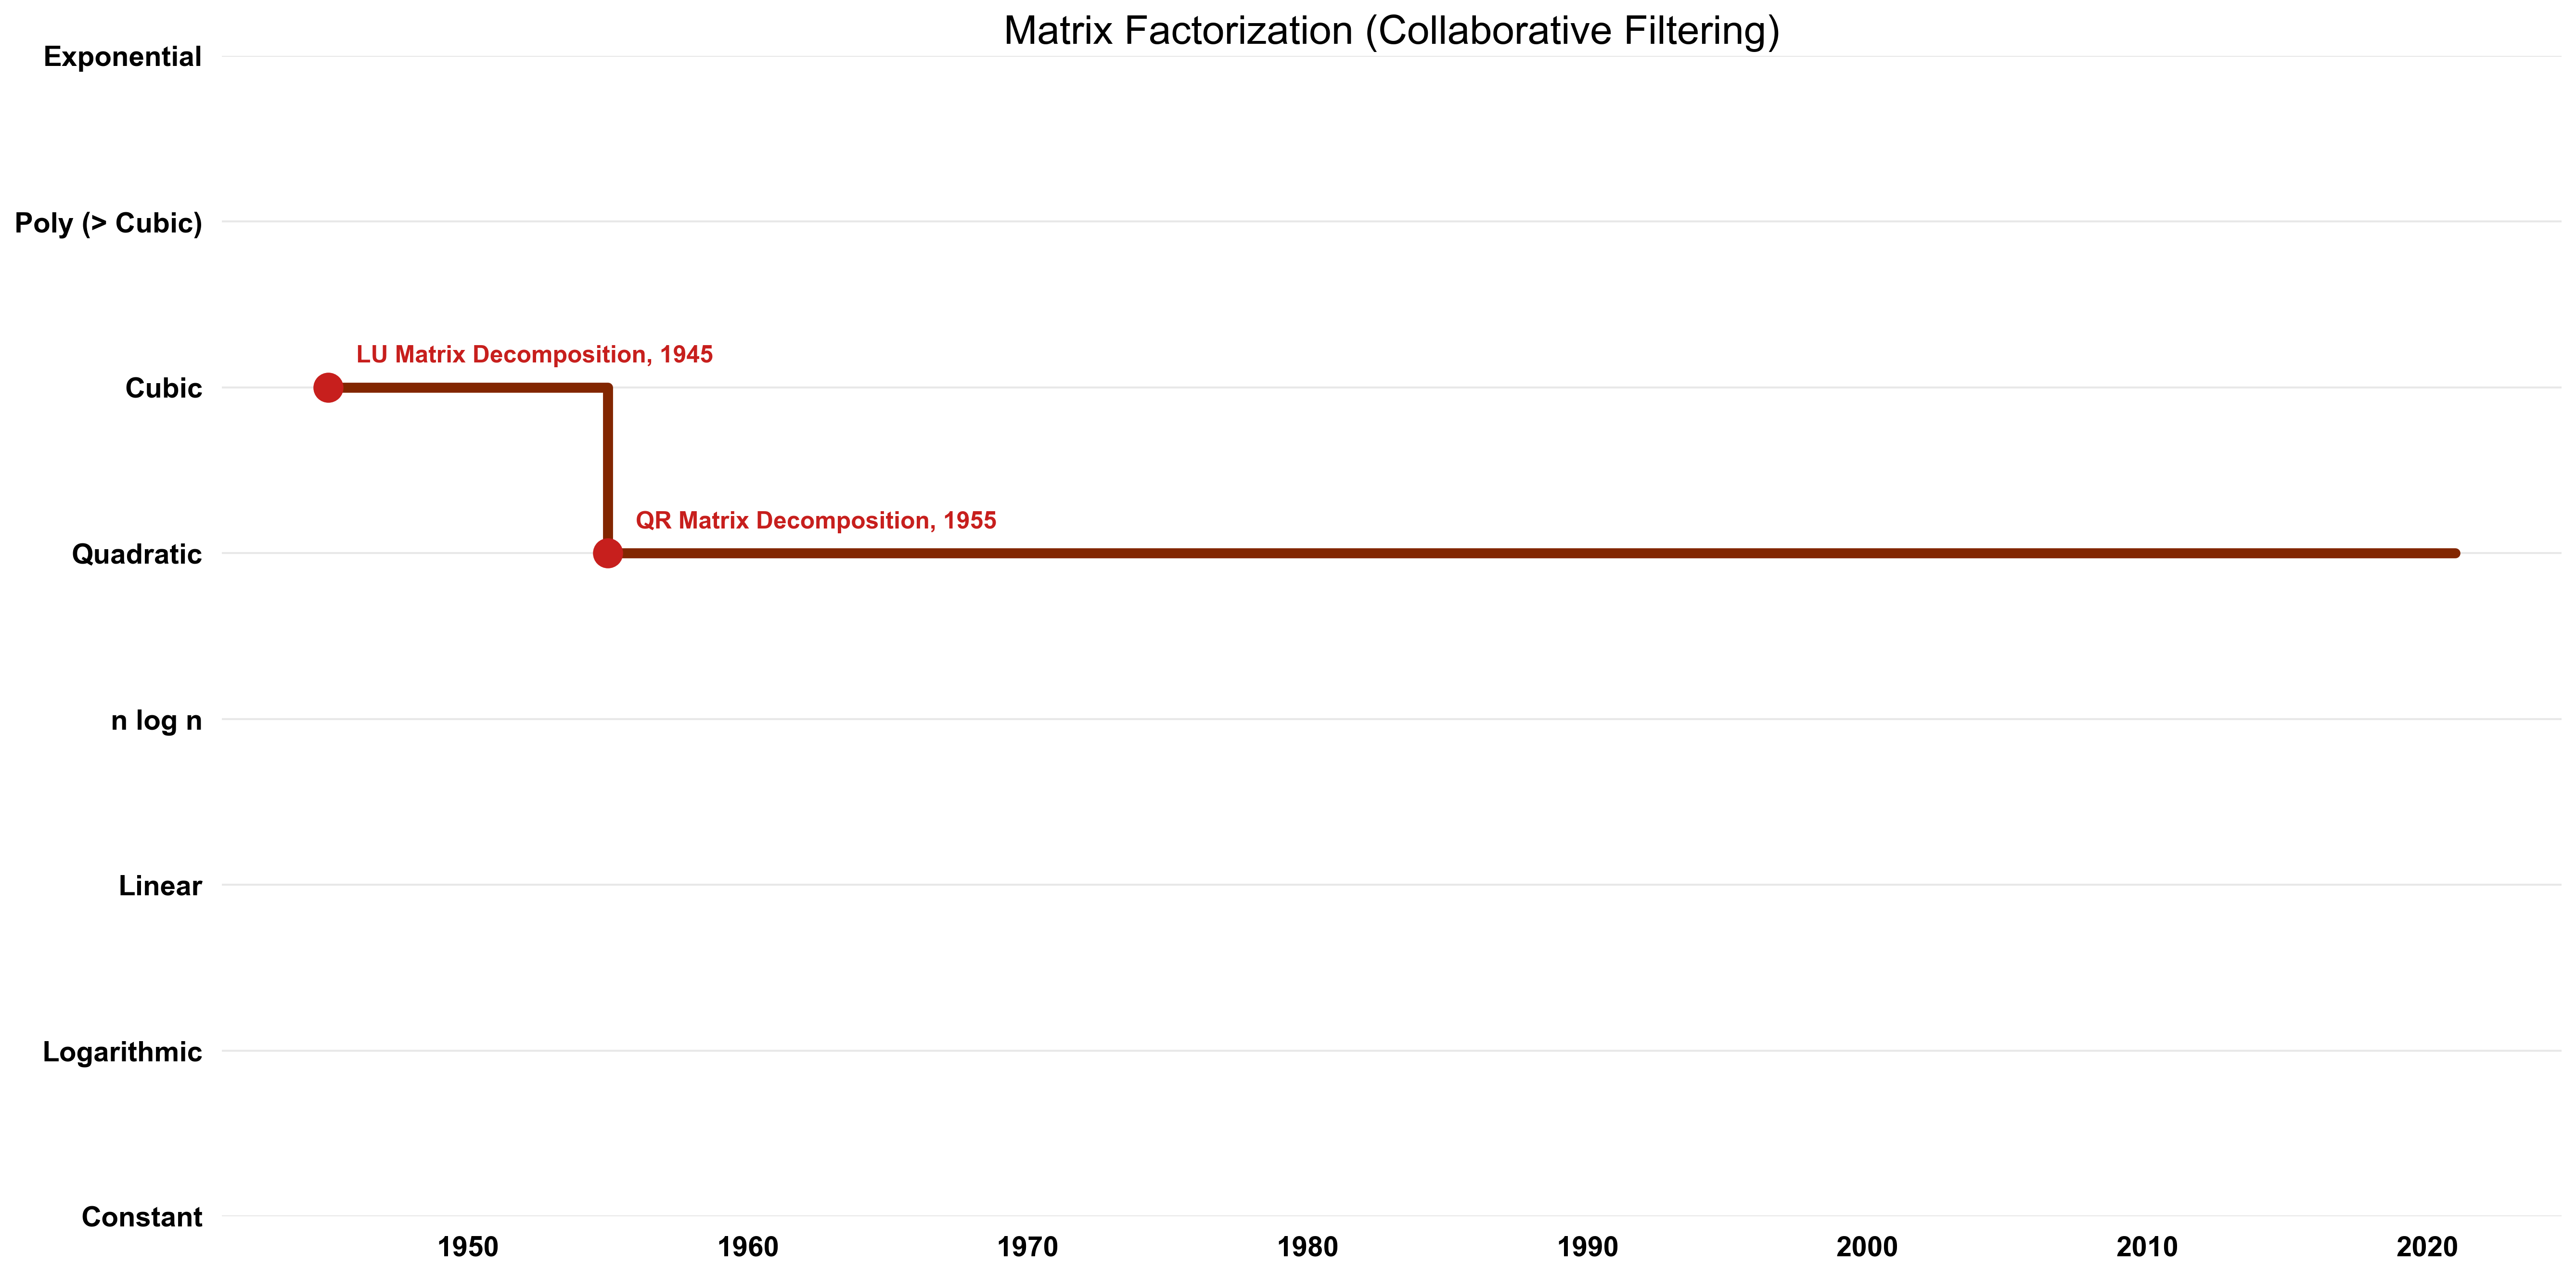 Matrix Factorization (Collaborative Filtering)
Exponential
Poly (> Cubic)
LU Matrix Decomposition, 1945
Cubic
QR Matrix Decomposition, 1955
Quadratic
n log n
Linear
Logarithmic
Constant
1950 1960 1970 1980 1990 2000 2010 2020